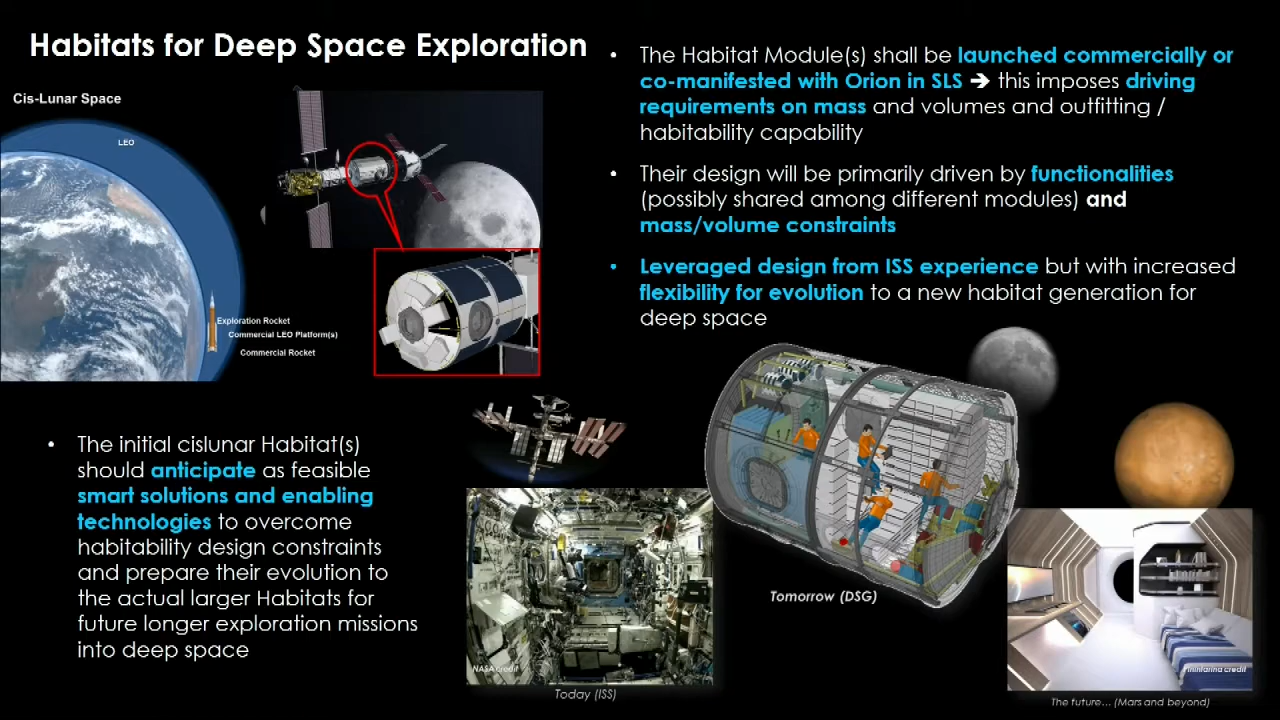 Habitats for Deep Space Exploration
Cis-Lunar Space
LEO
Exploration Rocket
Commercial LEO Platform(s)
Commercial Rocket
• The Habitat Module(s) shall be launched commercially or
co-manifested with Orion in SLS ➔ this imposes driving
requirements on mass and volumes and outfitting /
habitability capability
• Their design will be primarily driven by functionalities
(possibly shared among different modules) and
mass/volume constraints
• Leveraged design from ISS experience but with increased
flexibility for evolution to a new habitat generation for
deep space
• The initial cislunar Habitat(s)
should anticipate as feasible
smart solutions and enabling
technologies to overcome
habitability design constraints
and prepare their evolution to
the actual larger Habitats for
future longer exploration missions
into deep space
NASA credit
Today (ISS)
Tomorrow (DSG)
Pininfarina credit
The future... (Mars and beyond)